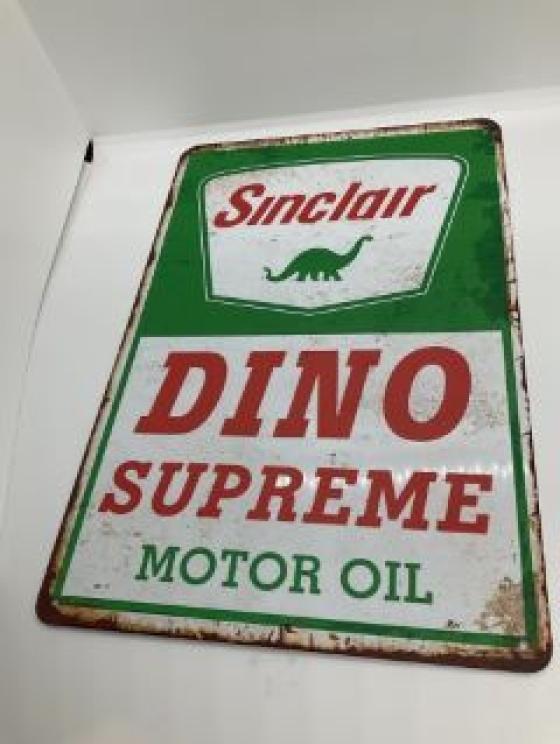 Sinclair
DINO
SUPREME
MOTOR OIL